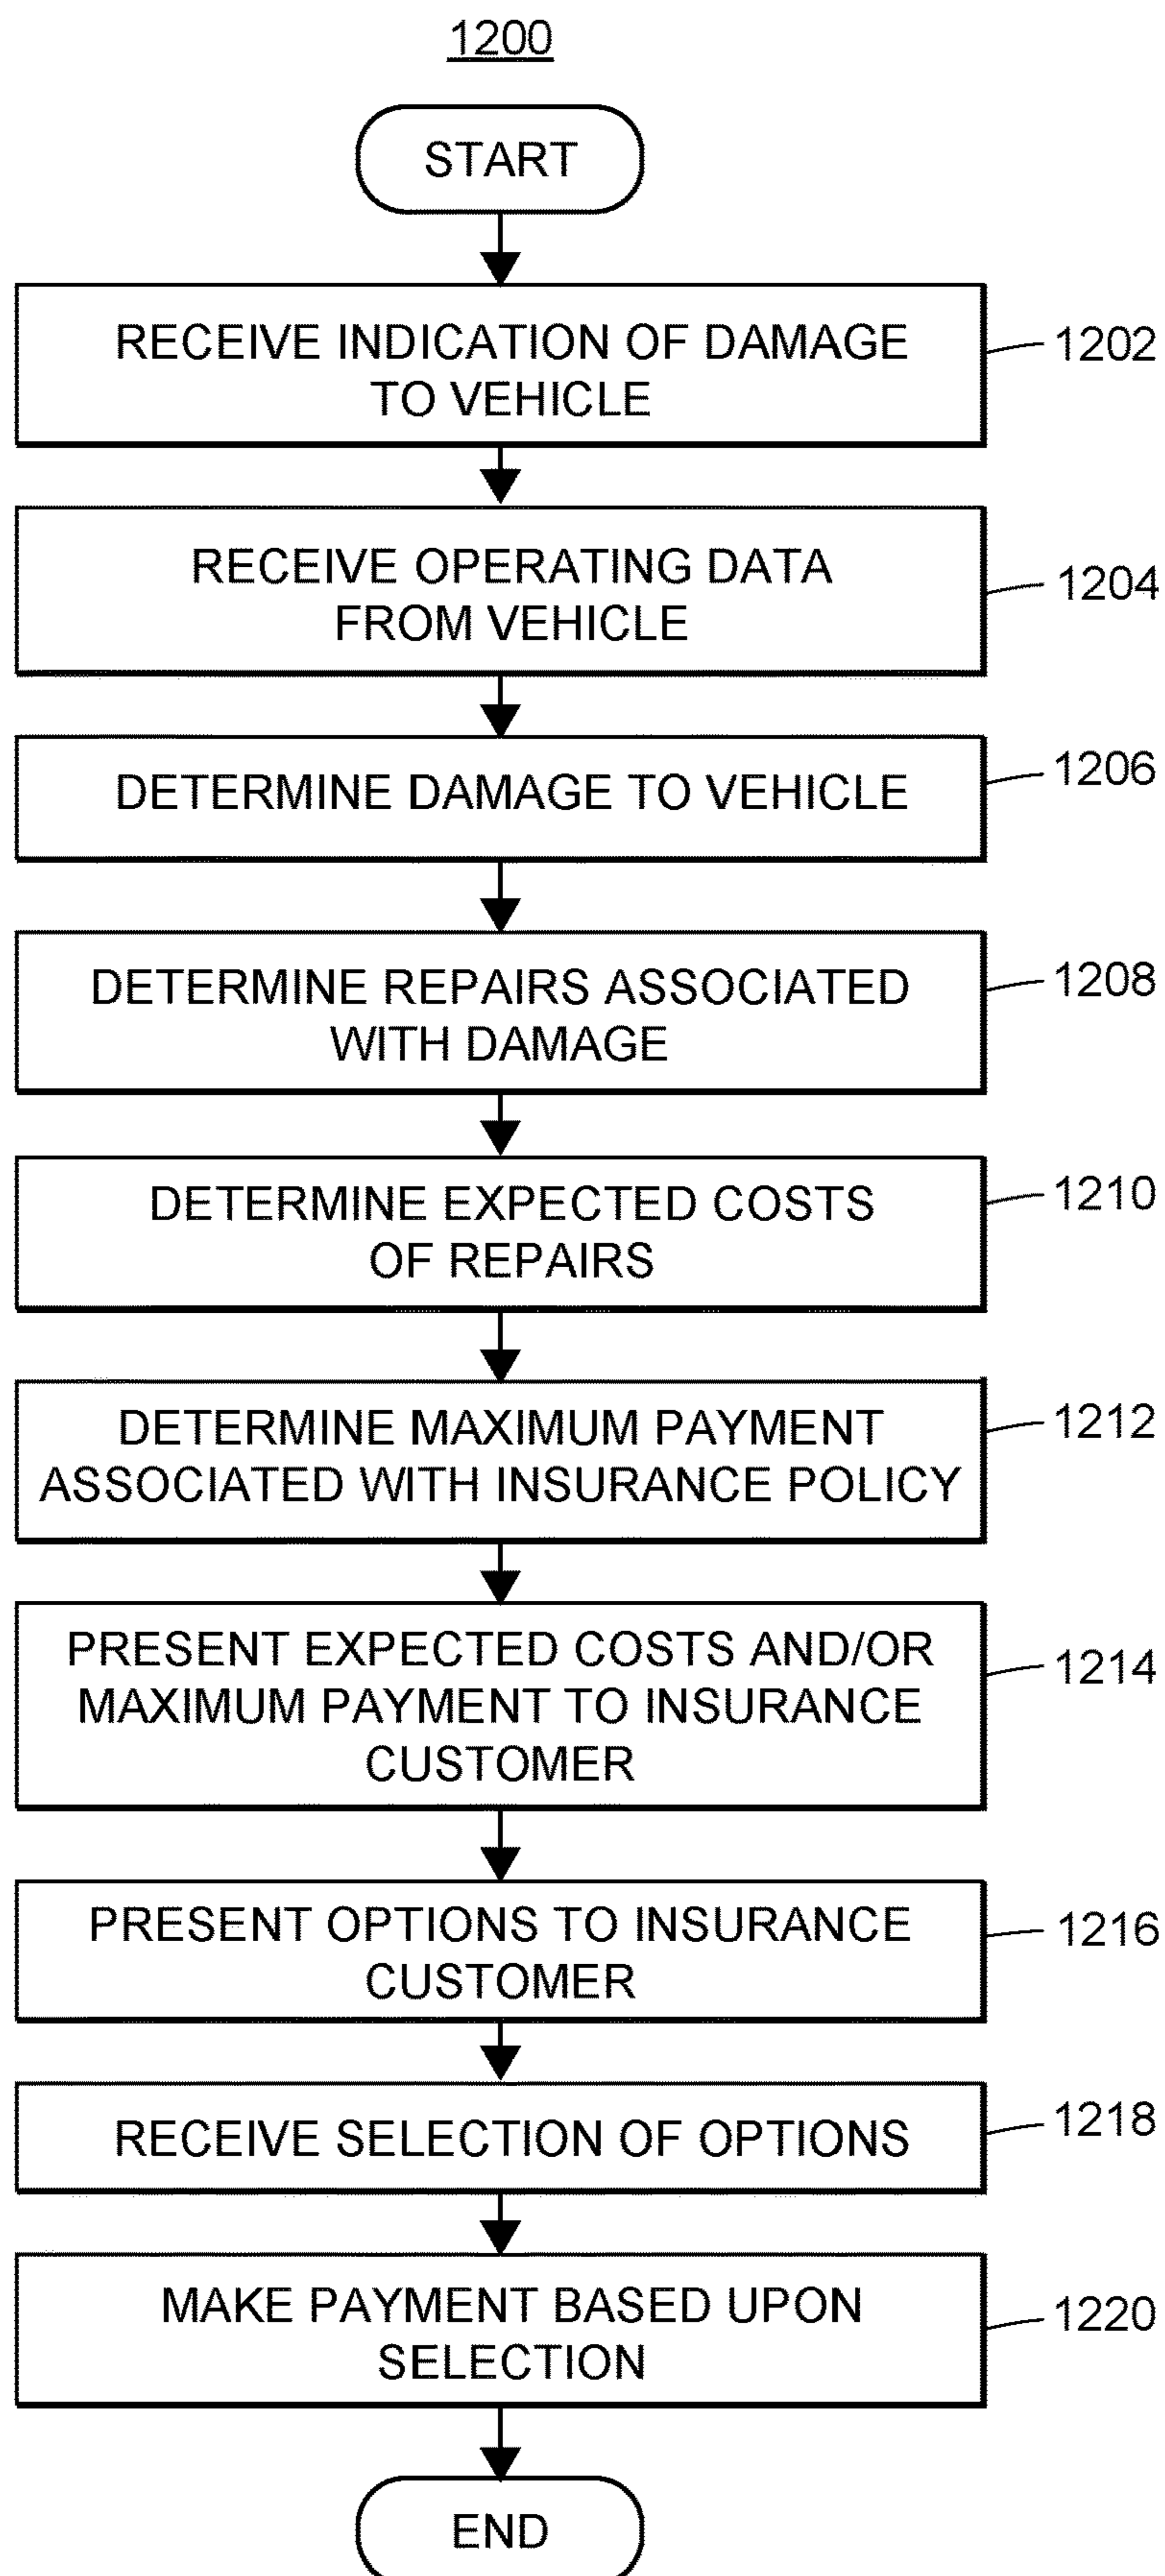 1200
START
RECEIVE INDICATION OF DAMAGE
TO VEHICLE
1202
RECEIVE OPERATING DATA
FROM VEHICLE
1204
DETERMINE DAMAGE TO VEHICLE
1206
DETERMINE REPAIRS ASSOCIATED
WITH DAMAGE
1208
DETERMINE EXPECTED COSTS
OF REPAIRS
1210
DETERMINE MAXIMUM PAYMENT
ASSOCIATED WITH INSURANCE POLICY
1212
PRESENT EXPECTED COSTS AND/OR
MAXIMUM PAYMENT TO INSURANCE
CUSTOMER
1214
PRESENT OPTIONS TO INSURANCE
CUSTOMER
1216
RECEIVE SELECTION OF OPTIONS
1218
MAKE PAYMENT BASED UPON
SELECTION
1220
END